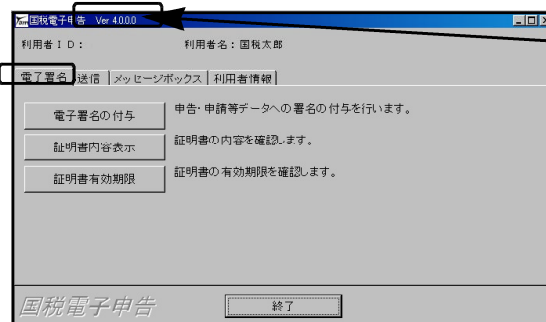 国税電子申告 Ver 4.0.0.0
利用者ID: 利用者名:国税太郎
電子署名 送信 メッセージボックス 利用者情報
電子署名の付与 申告・申請等データへの署名の付与を行います。
証明書内容表示 証明書の内容を確認します。
証明書有効期限 証明書の有効期限を確認します。
国税電子申告 終了